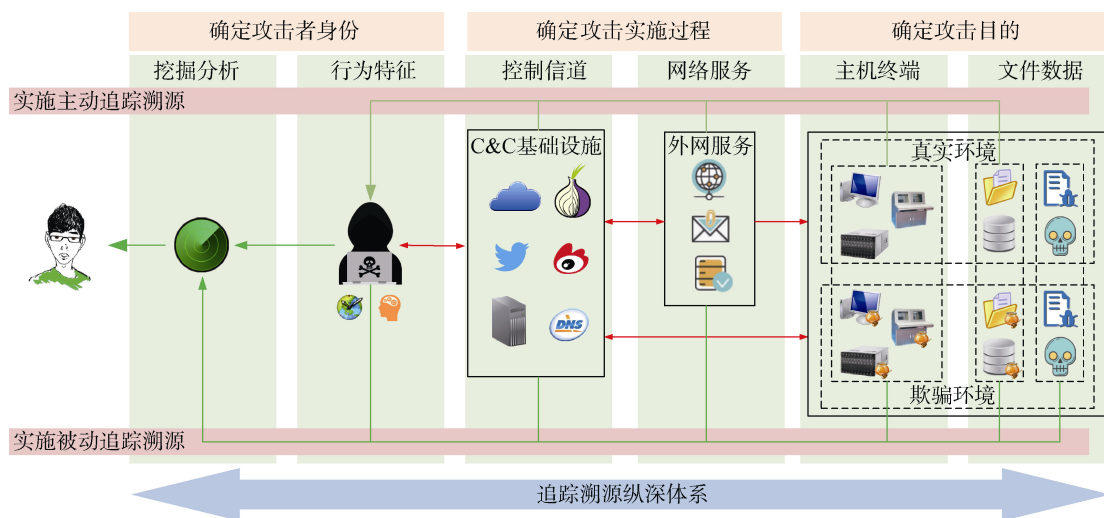 确定攻击者身份
确定攻击实施过程
确定攻击目的
挖掘分析
行为特征
控制信道
网络服务
主机终端
文件数据
实施主动追踪溯源
C&C基础设施
外网服务
真实环境
DNS
欺骗环境
实施被动追踪溯源
追踪溯源纵深体系